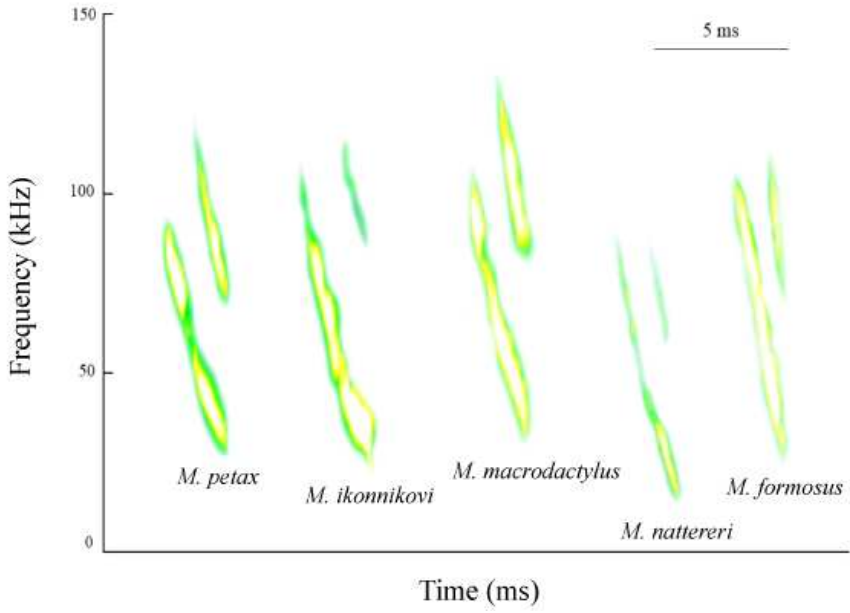 150
5 ms
100
Frequency (kHz)
50
M. petax
M. ikonnikovi
M. macrodactylus
M. nattereri
M. formosus
0
Time (ms)